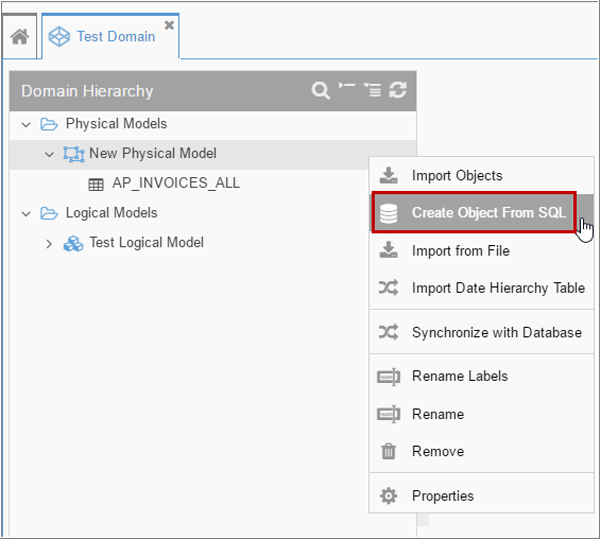 Test Domain
Domain Hierarchy
Physical Models
New Physical Model
AP_INVOICES_ALL
Logical Models
Test Logical Model
Import Objects
Create Object From SQL
Import from File
Import Date Hierarchy Table
Synchronize with Database
Rename Labels
Rename
Remove
Properties